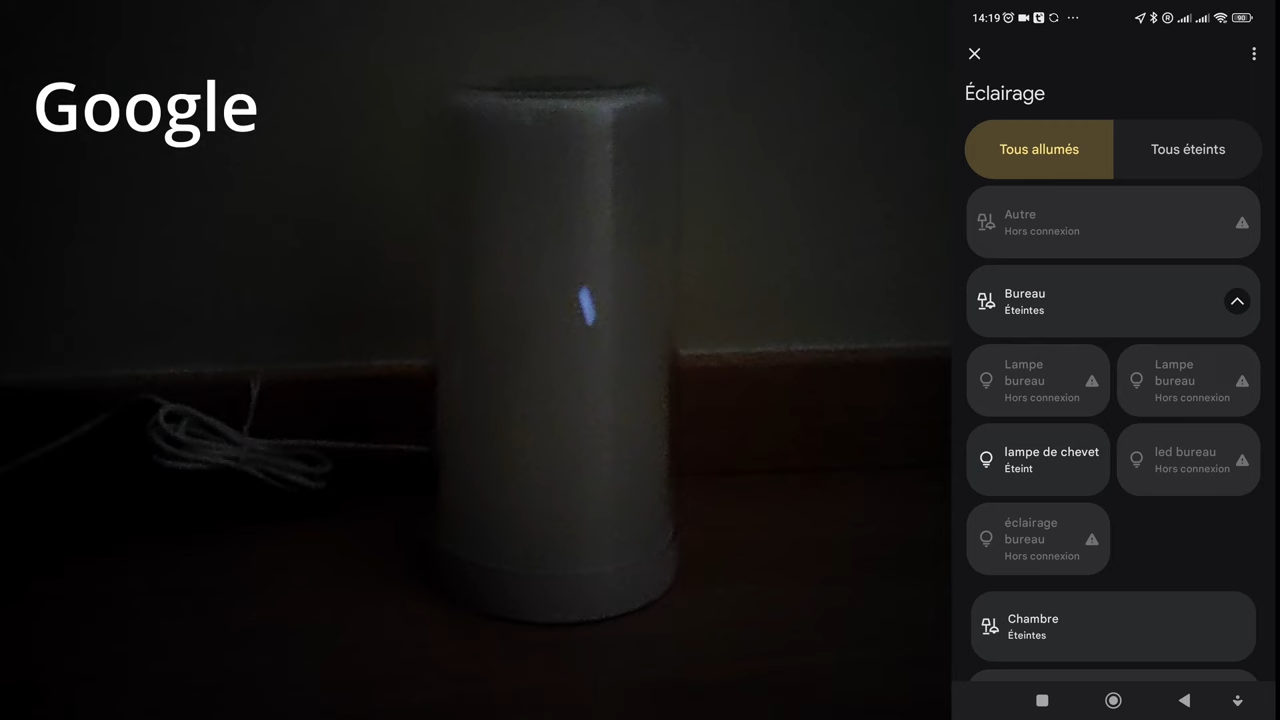 Google
14:19
90
Éclairage
Tous allumés
Tous éteints
Autre
Hors connexion
Bureau
Éteintes
Lampe
bureau
Hors connexion
Lampe
bureau
Hors connexion
lampe de chevet
Éteint
led bureau
Hors connexion
éclairage
bureau
Hors connexion
Chambre
Éteintes